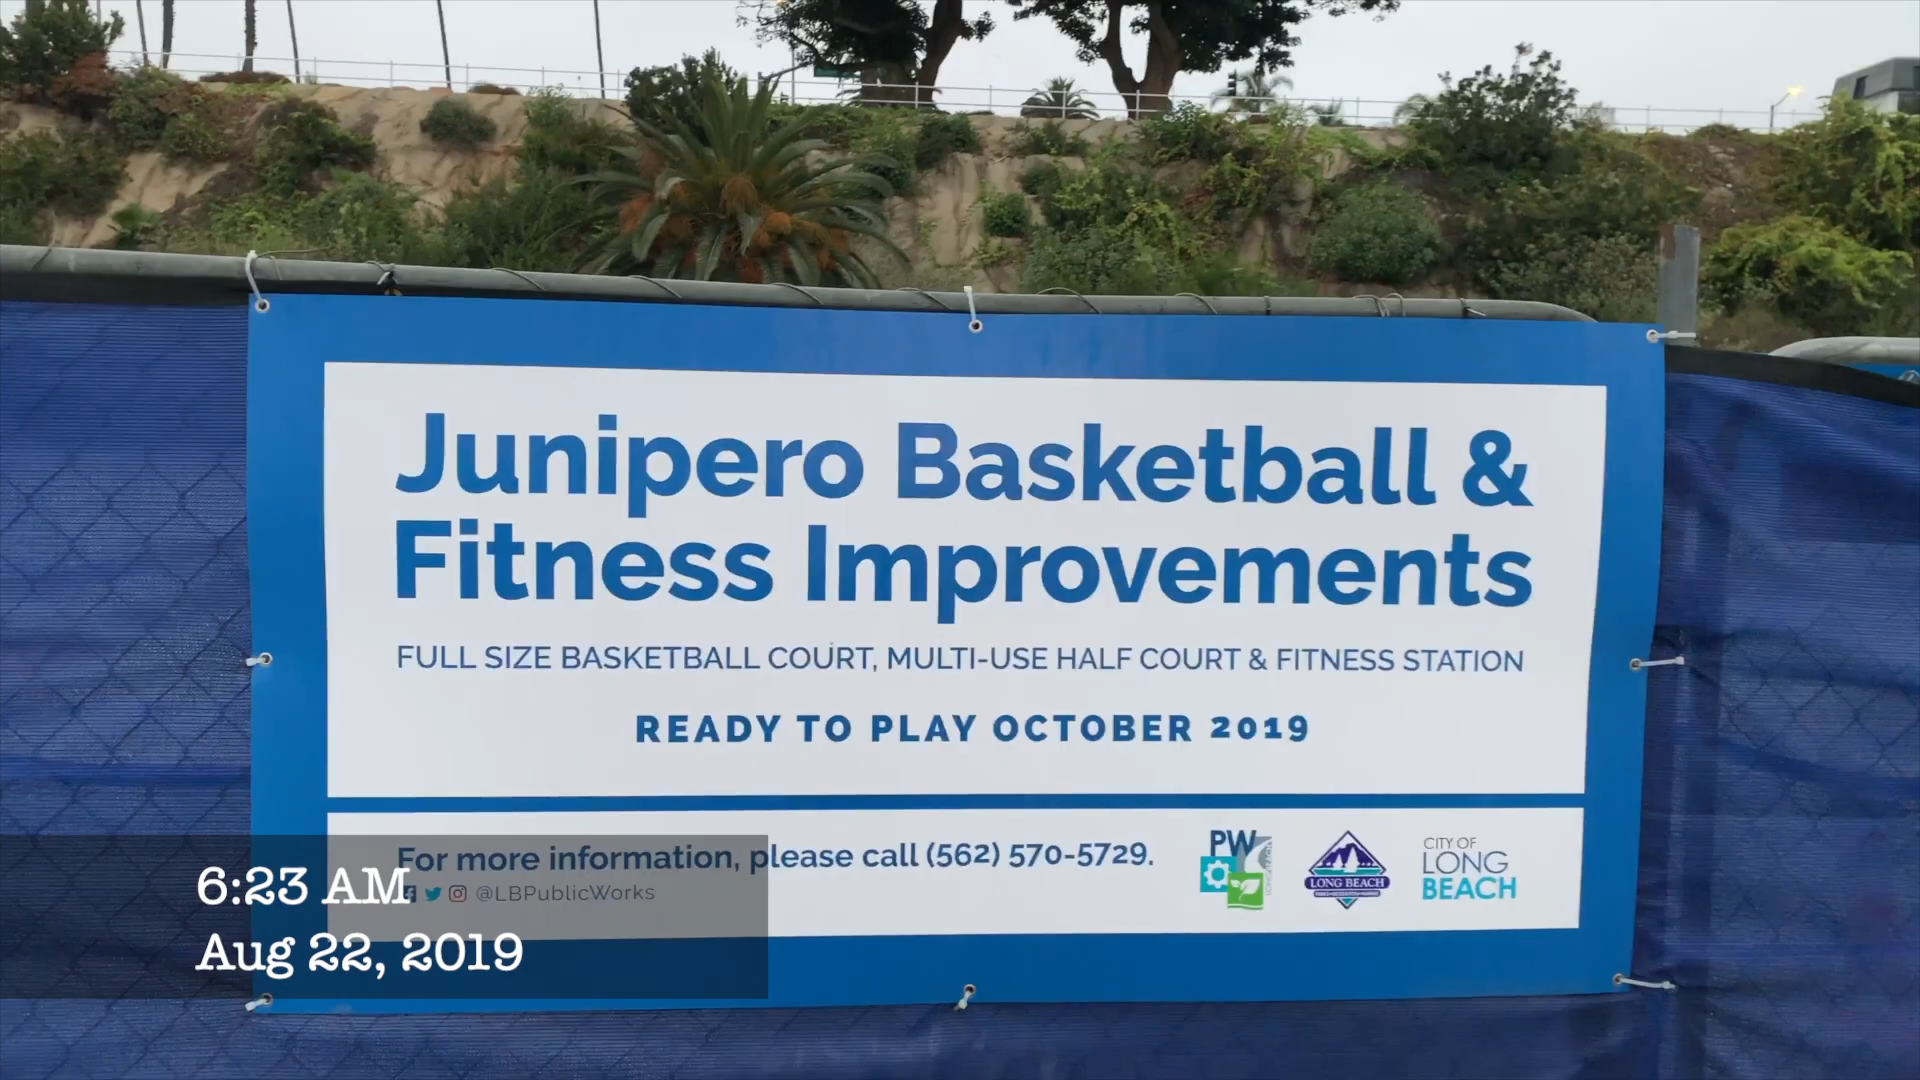 Junipero Basketball &
Fitness Improvements
FULL SIZE BASKETBALL COURT, MULTI-USE HALF COURT & FITNESS STATION
READY TO PLAY OCTOBER 2019
For more information, please call (562) 570-5729.
@LBPublicWorks
PW
LONG BEACH
CITY OF
LONG
BEACH
6:23 AM
Aug 22, 2019